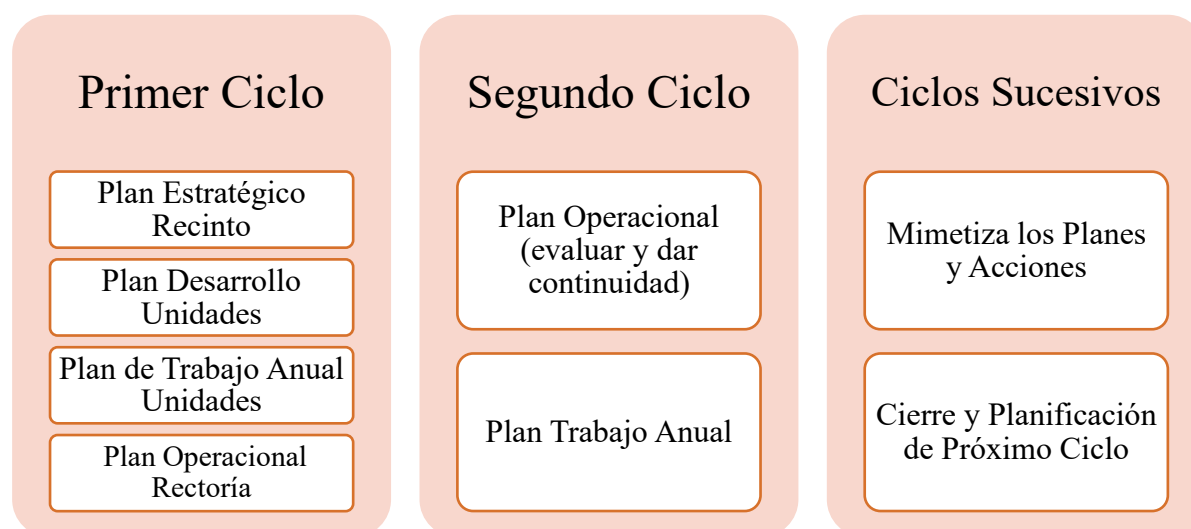 Primer Ciclo
Plan Estratégico
Recinto
Plan Desarrollo
Unidades
Plan de Trabajo Anual
Unidades
Plan Operacional
Rectoría
Segundo Ciclo
Plan Operacional
(evaluar y dar
continuidad)
Plan Trabajo Anual
Ciclos Sucesivos
Mimetiza los Planes
y Acciones
Cierre y Planificación
de Próximo Ciclo